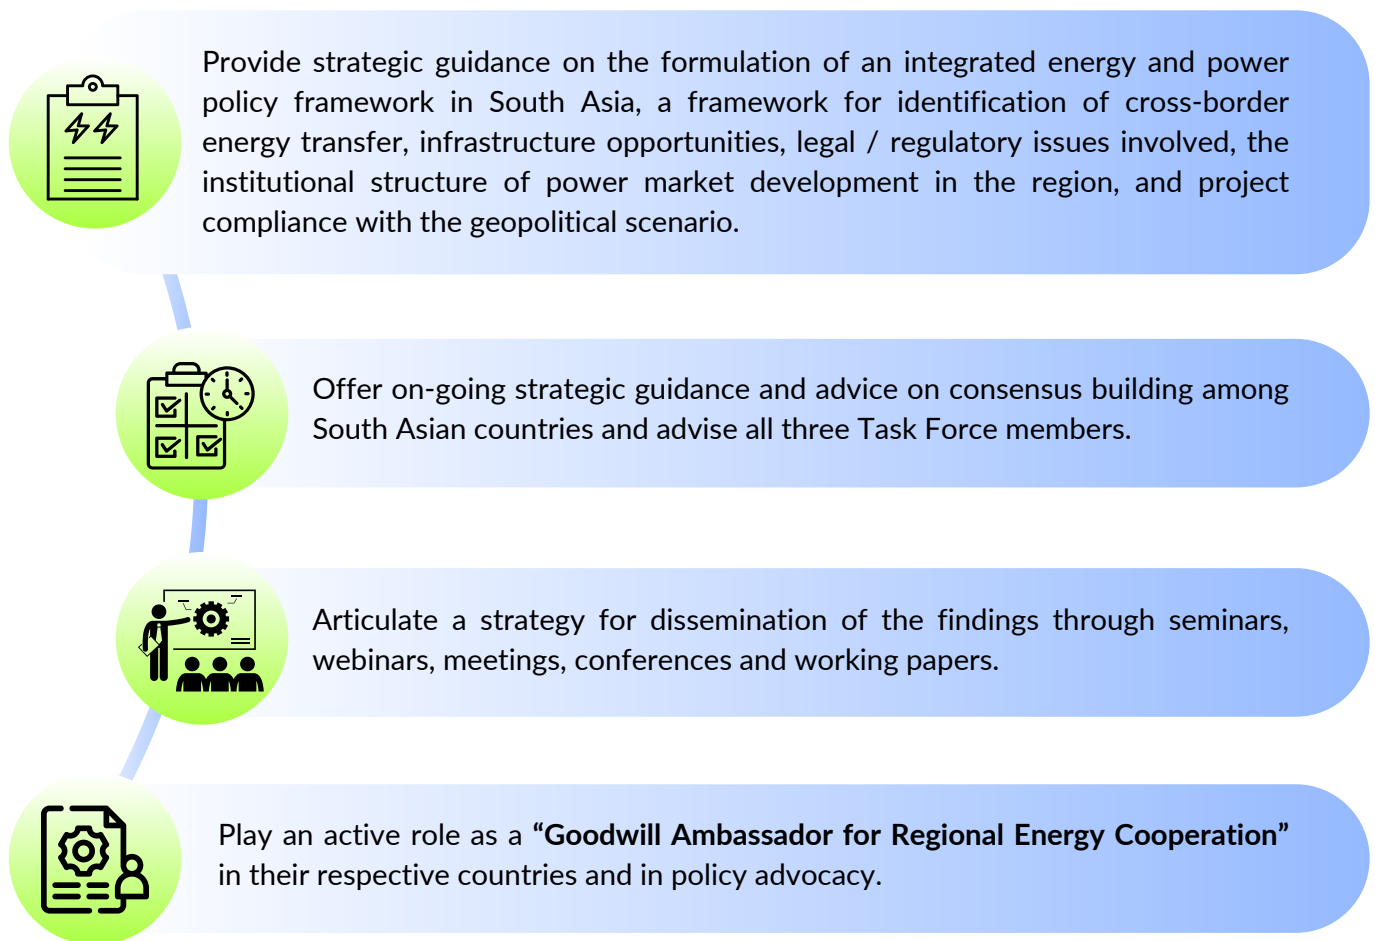 Provide strategic guidance on the formulation of an integrated energy and power
policy framework in South Asia, a framework for identification of cross-border
energy transfer, infrastructure opportunities, legal / regulatory issues involved, the
institutional structure of power market development in the region, and project
compliance with the geopolitical scenario.
Offer on-going strategic guidance and advice on consensus building among
South Asian countries and advise all three Task Force members.
Articulate a strategy for dissemination of the findings through seminars,
webinars, meetings, conferences and working papers.
Play an active role as a “Goodwill Ambassador for Regional Energy Cooperation”
in their respective countries and in policy advocacy.